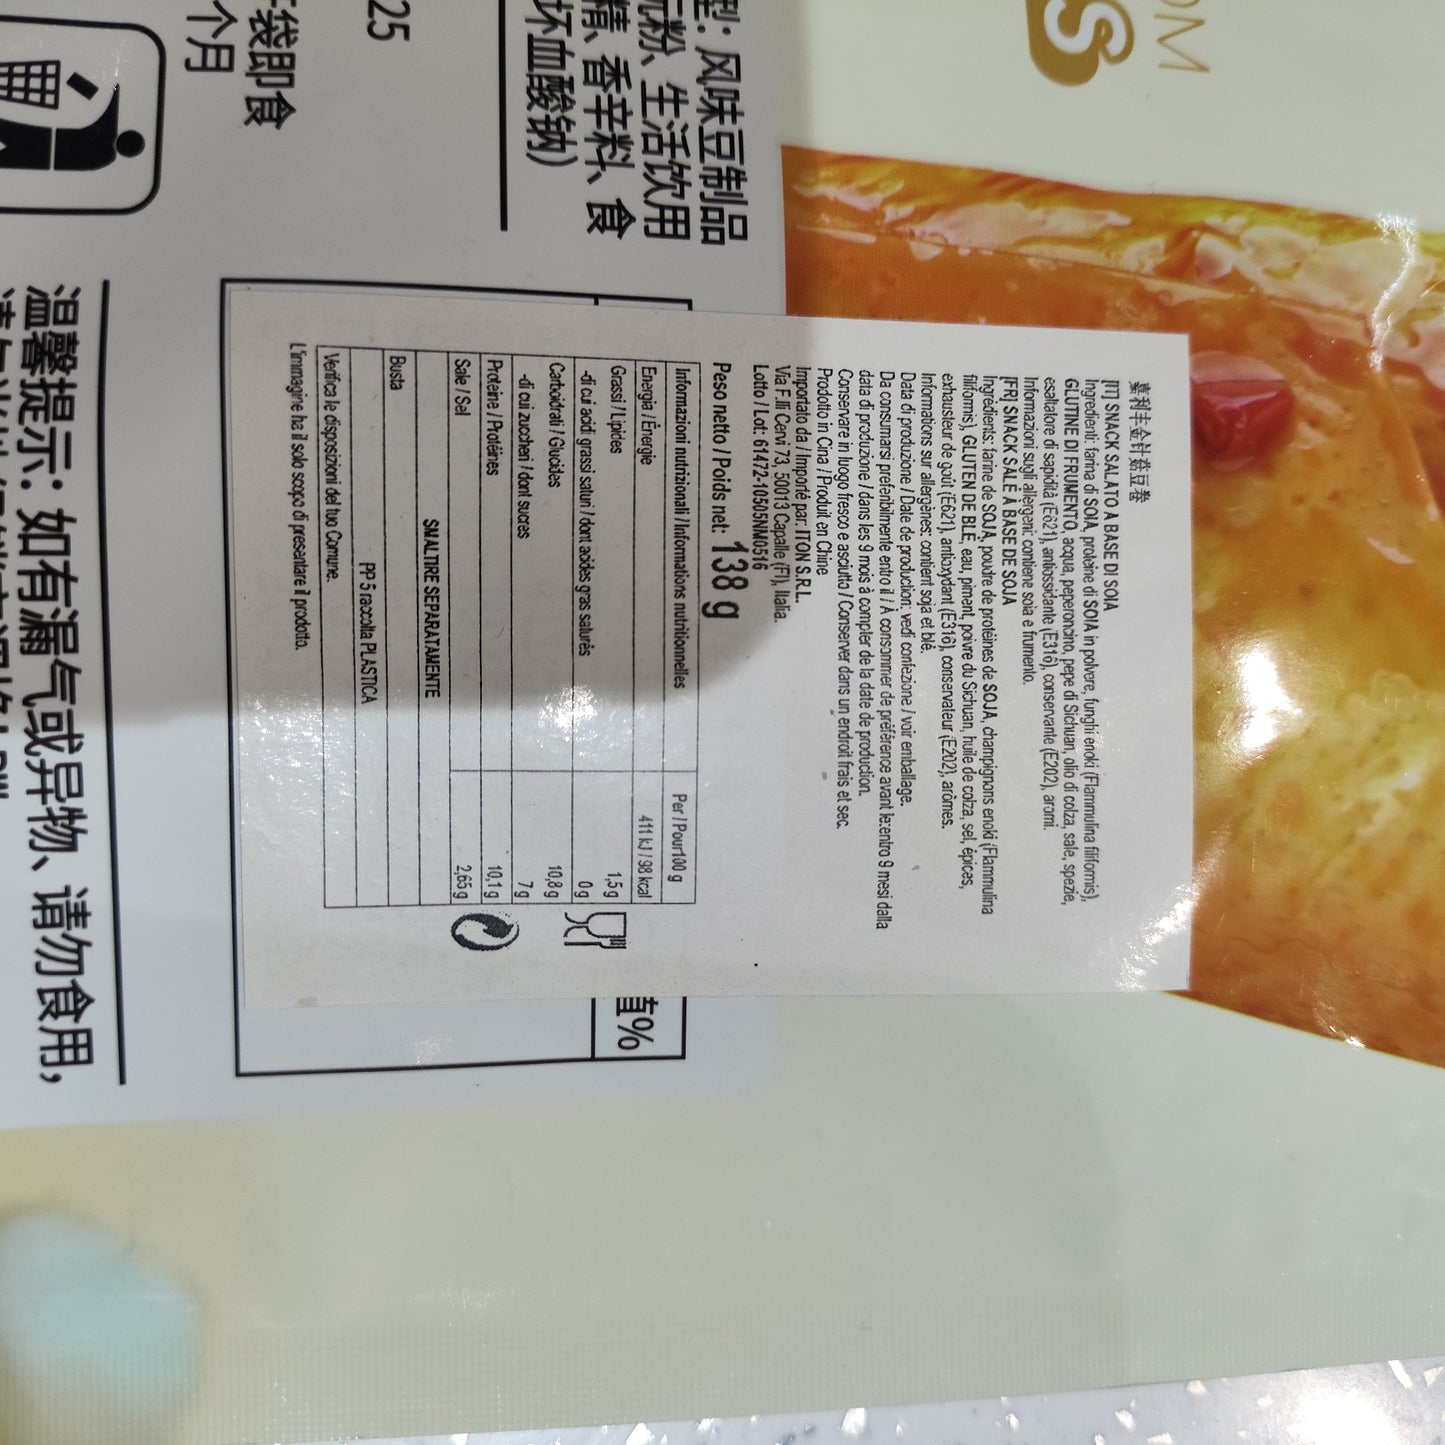 OM
S
型: 风味豆制品
粉、生活饮用
精、香辛料、食
坏血酸钠)
25
袋即食
个月
素利丰金针菇豆卷
[IT] SNACK SALATO A BASE DI SOIA
Ingredienti: farina di SOIA, proteine di SOIA in polvere, funghi enoki (Flammulina filiformis),
GLUTINE DI FRUMENTO, acqua, peperoncino, pepe di Sichuan, olio di colza, sale, spezie,
esaltatore di sapidità (E621), antiossidante (E316), conservante (E202), aromi.
Informazioni sugli allergeni: contiene soia e frumento.
[FR] SNACK SALÉ À BASE DE SOJA
Ingrédients: farine de SOJA, poudre de protéines de SOJA, champignons enoki (Flammulina
filiformis), GLUTEN DE BLÉ, eau, piment, poivre du Sichuan, huile de colza, sel, épices,
exhausteur de goût (E621), antioxydant (E316), conservateur (E202), arômes.
Informations sur allergènes: contient soja et blé.
Data di produzione / Date de production: vedi confezione / voir emballage.
Da consumarsi preferibilmente entro il / À consommer de préférence avant le:entro 9 mesi dalla
data di produzione / dans les 9 mois à compter de la date de production.
Conservare in luogo fresco e asciutto / Conserver dans un endroit frais et sec.
Prodotto in Cina / Produit en Chine
Importato da / Importé par: ITON S.R.L.
Via F.lli Cervi 73, 50013 Capalle (FI), Italia.
Lotto / Lot: 61472-10505NM0516
Peso netto / Poids net: 138 g
Informazioni nutrizionali / Informations nutritionnelles Per / Pour100 g
Energia / Énergie 411 kJ / 98 kcal
Grassi / Lipides 1,5 g
-di cui acidi grassi saturi / dont acides gras saturés 0 g
Carboidrati / Glucides 10,8 g
-di cui zuccheri / dont sucres 7 g
Proteine / Protéines 10,1 g
Sale / Sel 2,65 g
SMALTIRE SEPARATAMENTE
Busta
PP 5 raccolta PLASTICA
Verifica le disposizioni del tuo Comune.
L'immagine ha il solo scopo di presentare il prodotto.
值%
温馨提示: 如有漏气或异物、请勿食用,